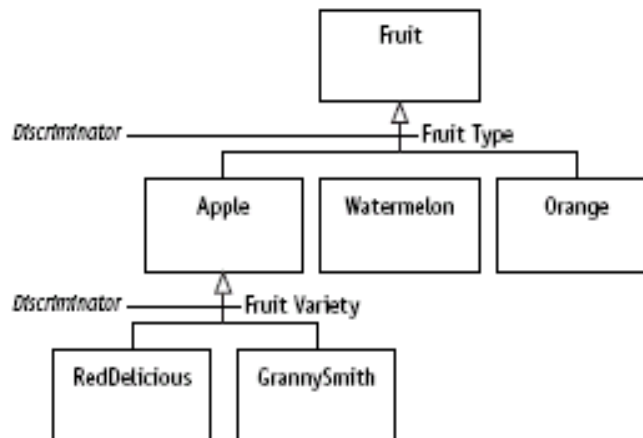 Fruit
Discriminator
Fruit Type
Apple
Watermelon
Orange
Discriminator
Fruit Variety
RedDelicious
GrannySmith